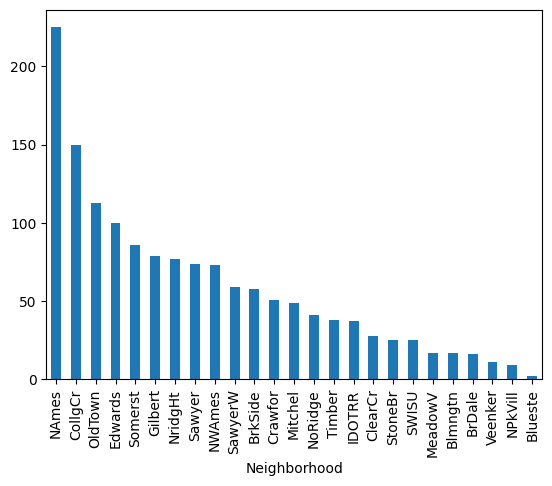 200
150
100
50
0
NAmes
CollgCr
OldTown
Edwards
Somerst
Gilbert
NridgHt
Sawyer
NWAmes
SawyerW
BrkSide
Crawfor
Mitchel
NoRidge
Timber
IDOTRR
ClearCr
StoneBr
SWISU
MeadowV
Blmngtn
BrDale
Veenker
NPkVill
Blueste
Neighborhood